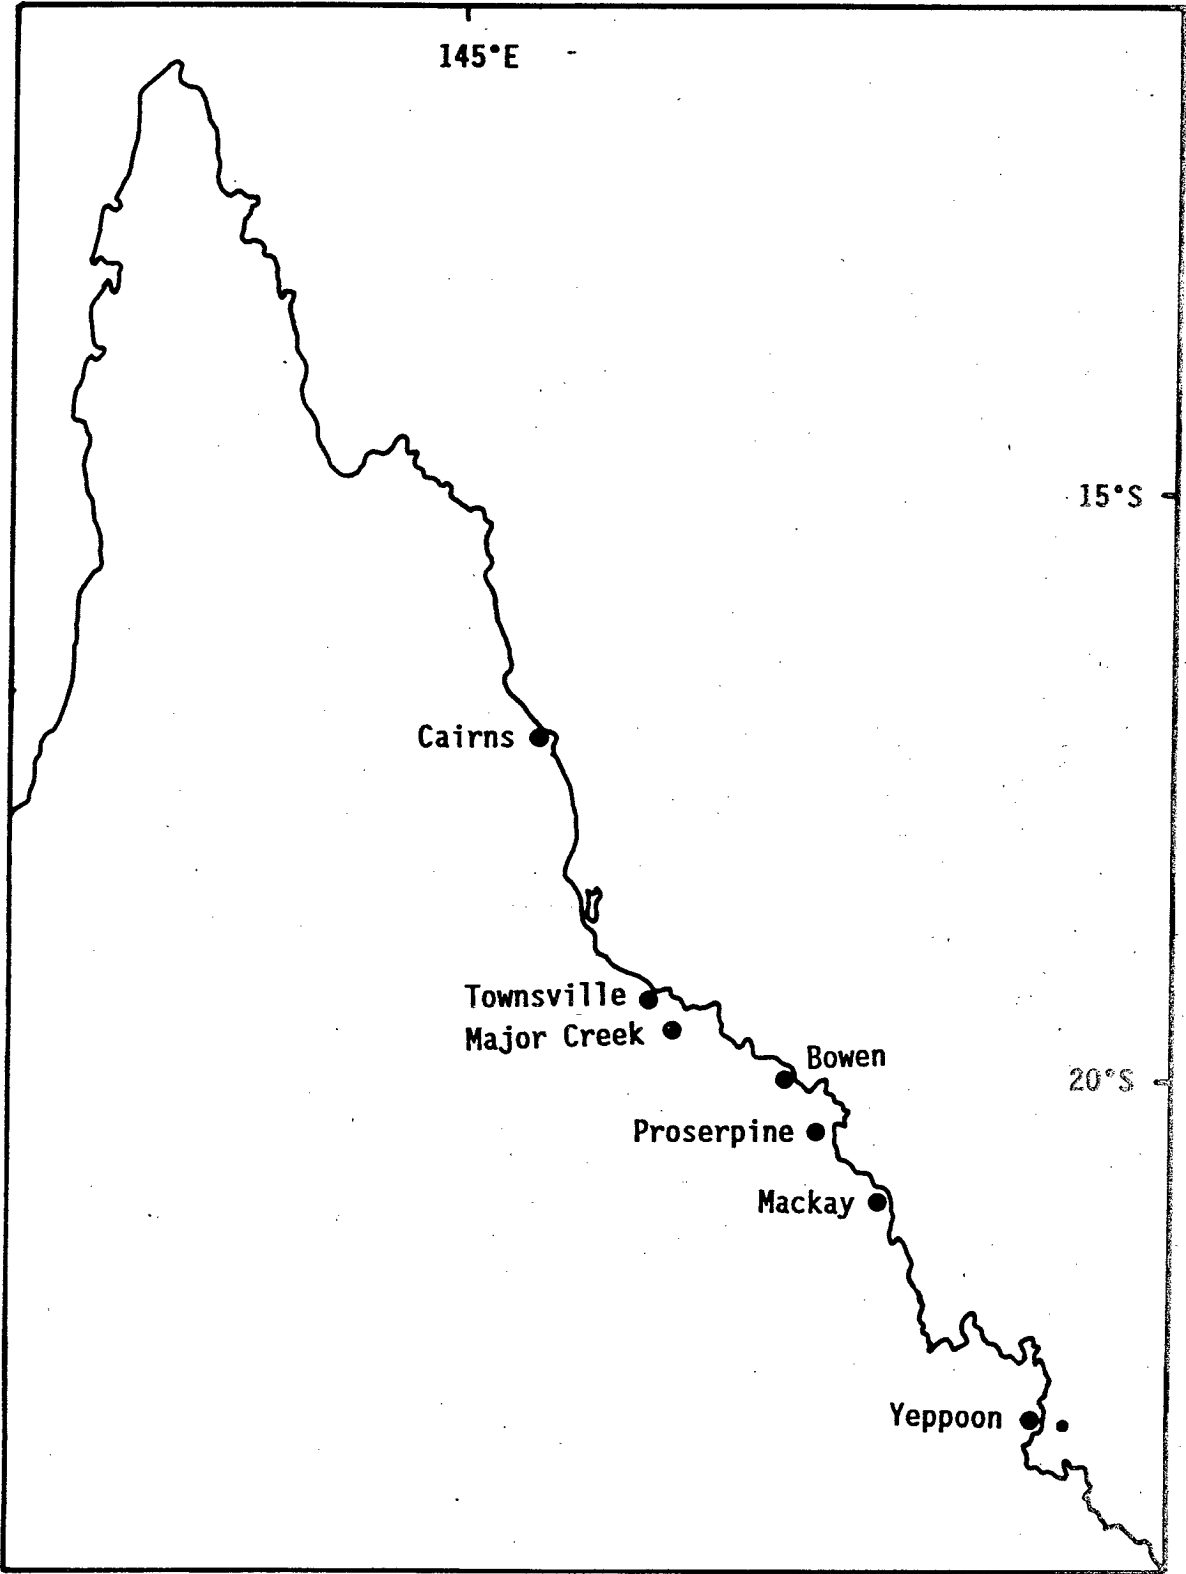 145°E
15°S
Cairns
Townsville
Major Creek
Bowen
20°S
Proserpine
Mackay
Yeppoon